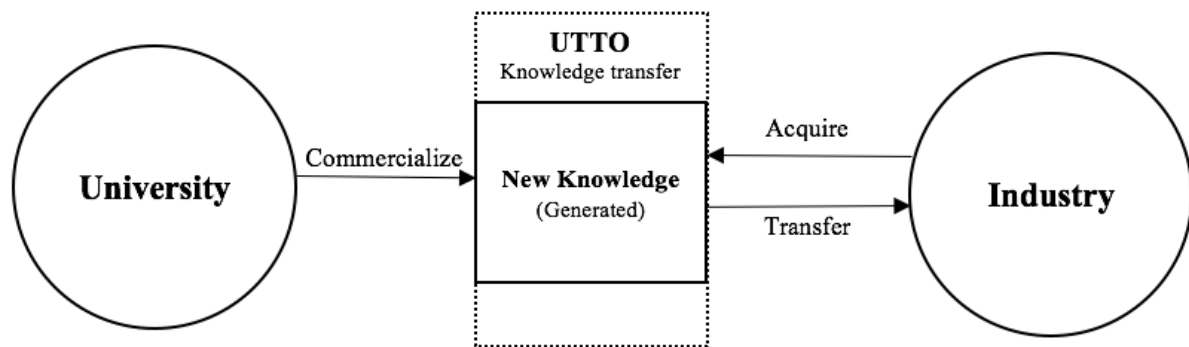 UTTO
Knowledge transfer
University
Commercialize
New Knowledge
(Generated)
Acquire
Transfer
Industry